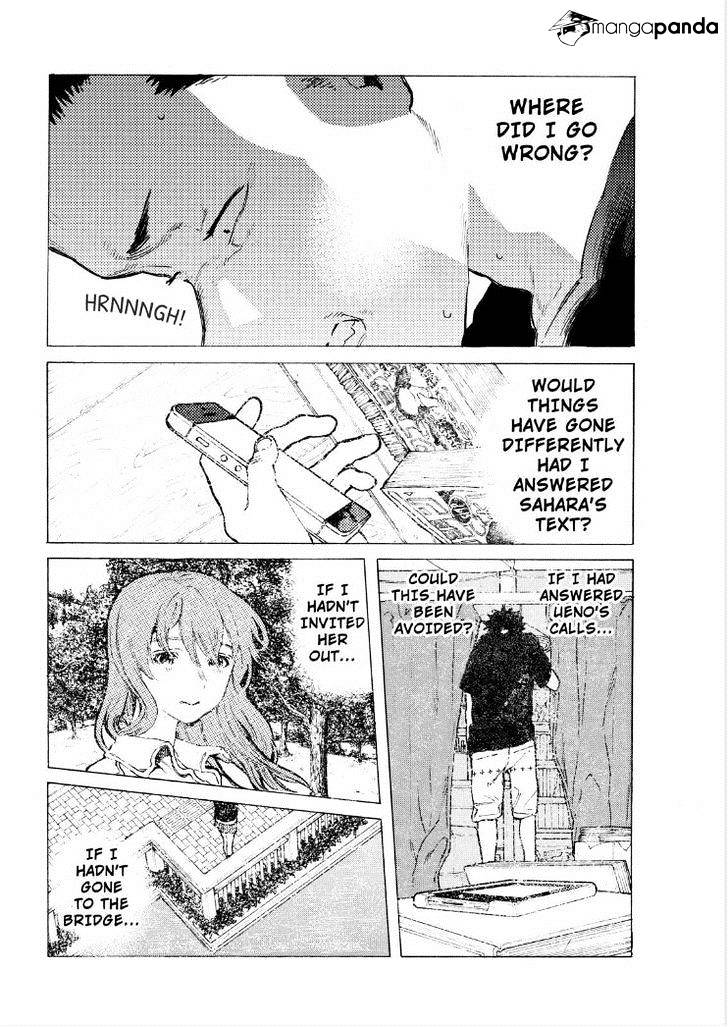 mangapanda
WHERE
DID I GO
WRONG?
HRNNNGH!
WOULD
THINGS
HAVE GONE
DIFFERENTLY
HAD I
ANSWERED
SAHARA'S
TEXT?
IF I HAD
ANSWERED
UENO'S
CALLS...
COULD
THIS HAVE
BEEN
AVOIDED?
IF I
HADN'T
INVITED
HER
OUT...
IF I
HADN'T
GONE
TO THE
BRIDGE...